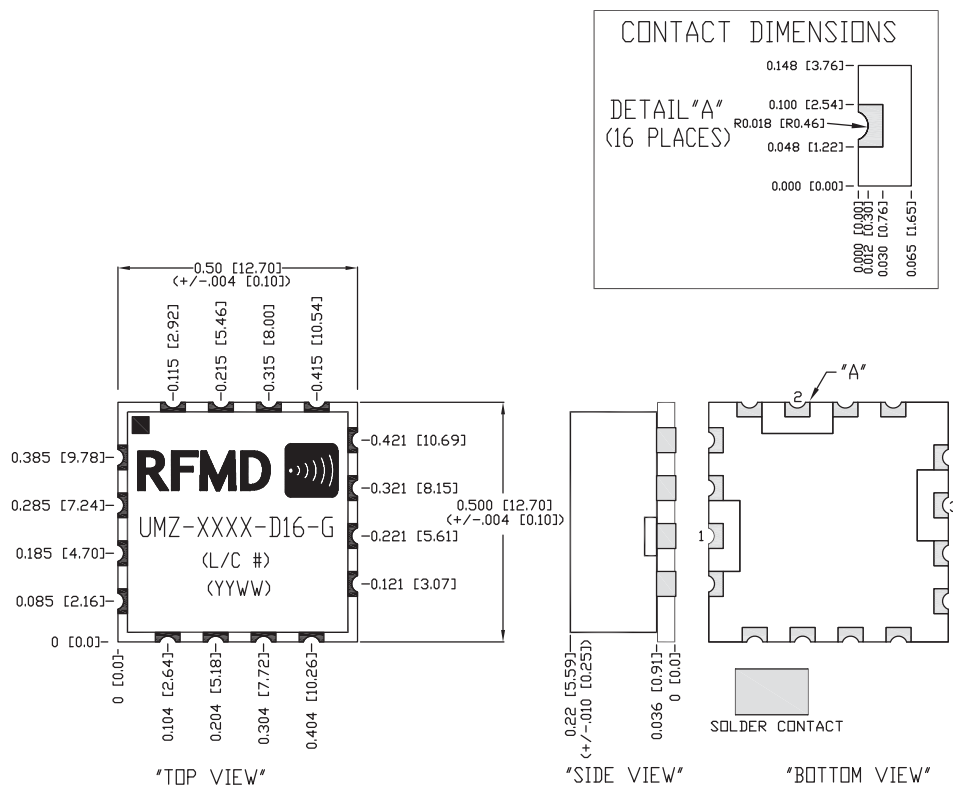 CONTACT DIMENSIONS
0.148 [3.76]
0.100 [2.54]
DETAIL"A"
R0.018 [R0.46]
(16 PLACES)
0.048 [1.22]
0.000 [0.00]
0.000 [0.00]
0.012 [0.30]
0.030 [0.76]
0.065 [1.65]
0.50 [12.70]
(+/-.004 [0.10])
0.115 [2.92]
0.215 [5.46]
0.315 [8.00]
0.415 [10.54]
"A"
2
0.421 [10.69]
0.385 [9.78]
RFMD
0.321 [8.15]
0.285 [7.24]
0.500 [12.70]
(+/-0.004 [0.10])
3
UMZ-XXXX-D16-G
0.221 [5.61]
1
0.185 [4.70]
(L/C #)
(YYWW)
0.121 [3.07]
0.085 [2.16]
0 [0.0]
0 [0.0]
0.104 [2.64]
0.204 [5.18]
0.304 [7.72]
0.404 [10.26]
0.22 [5.59]
(+/-.010 [0.25])
0.036 [0.91]
0 [0.0]
SOLDER CONTACT
"TOP VIEW"
"SIDE VIEW"
"BOTTOM VIEW"